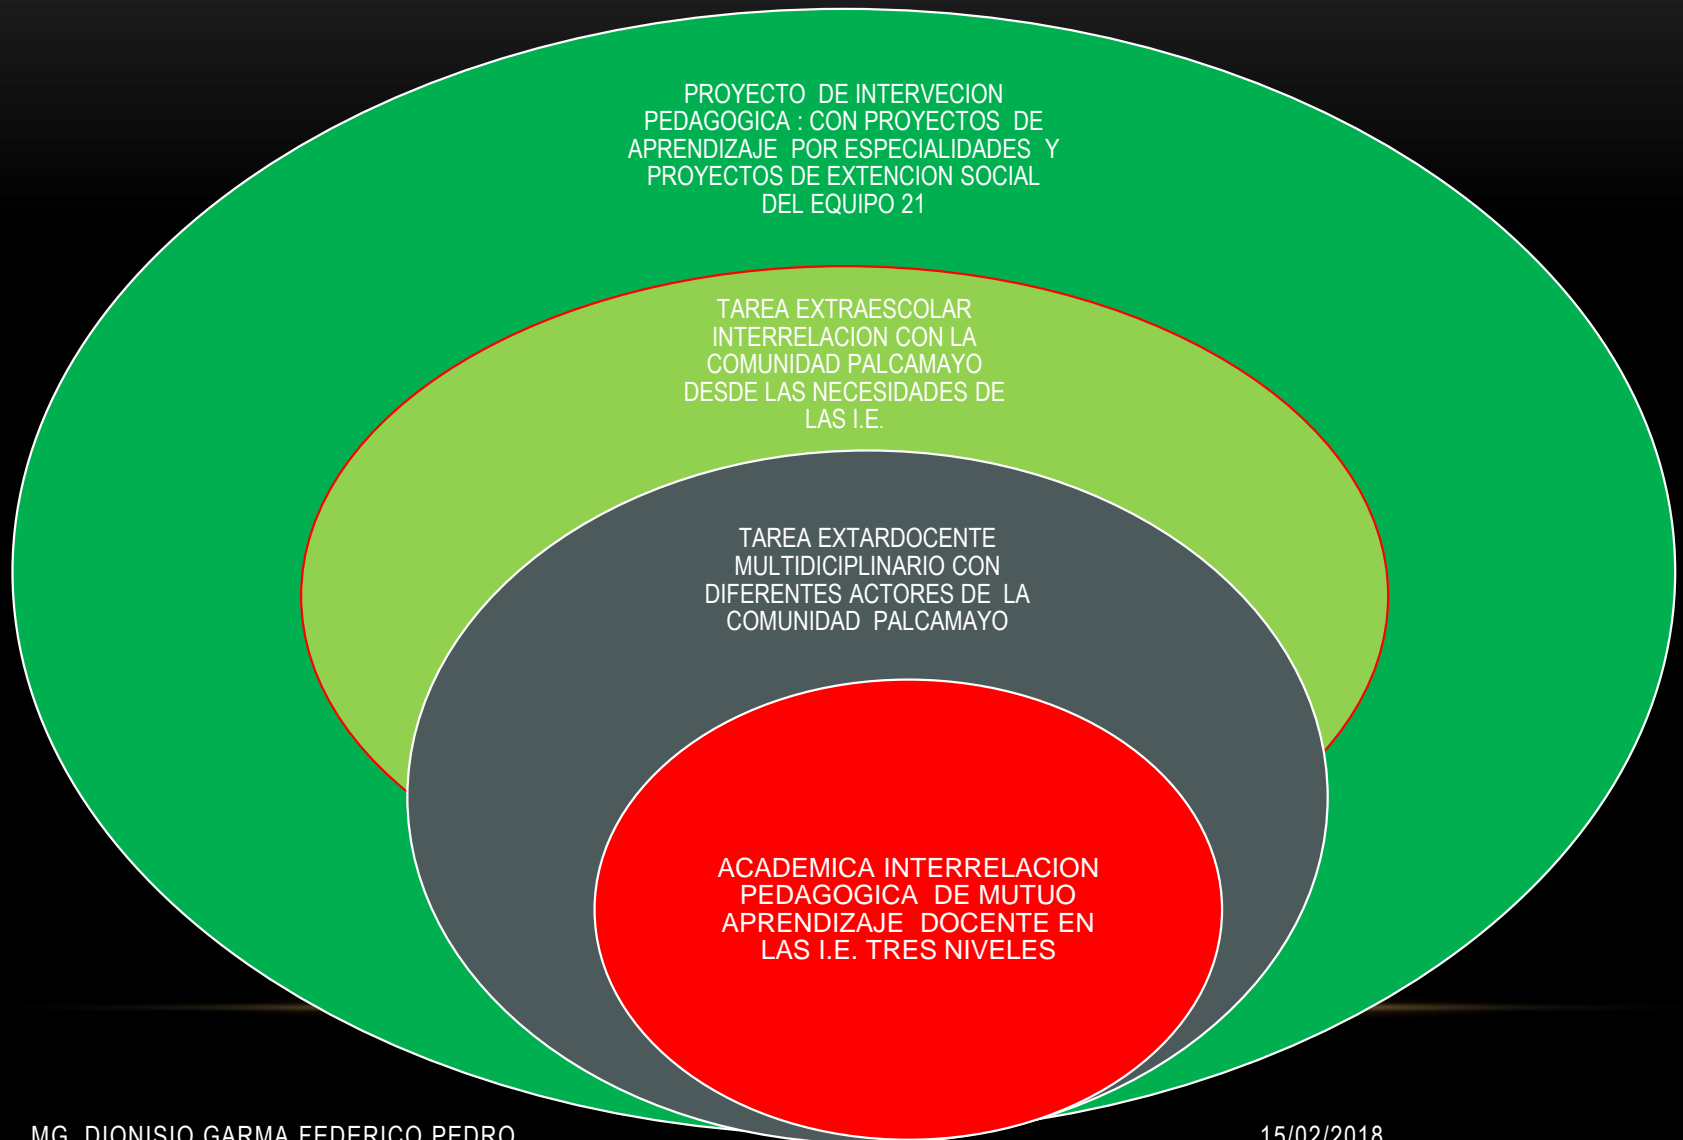 PROYECTO DE INTERVECION
PEDAGOGICA : CON PROYECTOS DE
APRENDIZAJE POR ESPECIALIDADES Y
PROYECTOS DE EXTENCION SOCIAL
DEL EQUIPO 21
TAREA EXTRAESCOLAR
INTERRELACION CON LA
COMUNIDAD PALCAMAYO
DESDE LAS NECESIDADES DE
LAS I.E.
TAREA EXTARDOCENTE
MULTIDICIPLINARIO CON
DIFERENTES ACTORES DE LA
COMUNIDAD PALCAMAYO
ACADEMICA INTERRELACION
PEDAGOGICA DE MUTUO
APRENDIZAJE DOCENTE EN
LAS I.E. TRES NIVELES
MG. DIONISIO GARMA FEDERICO PEDRO
15/02/2018